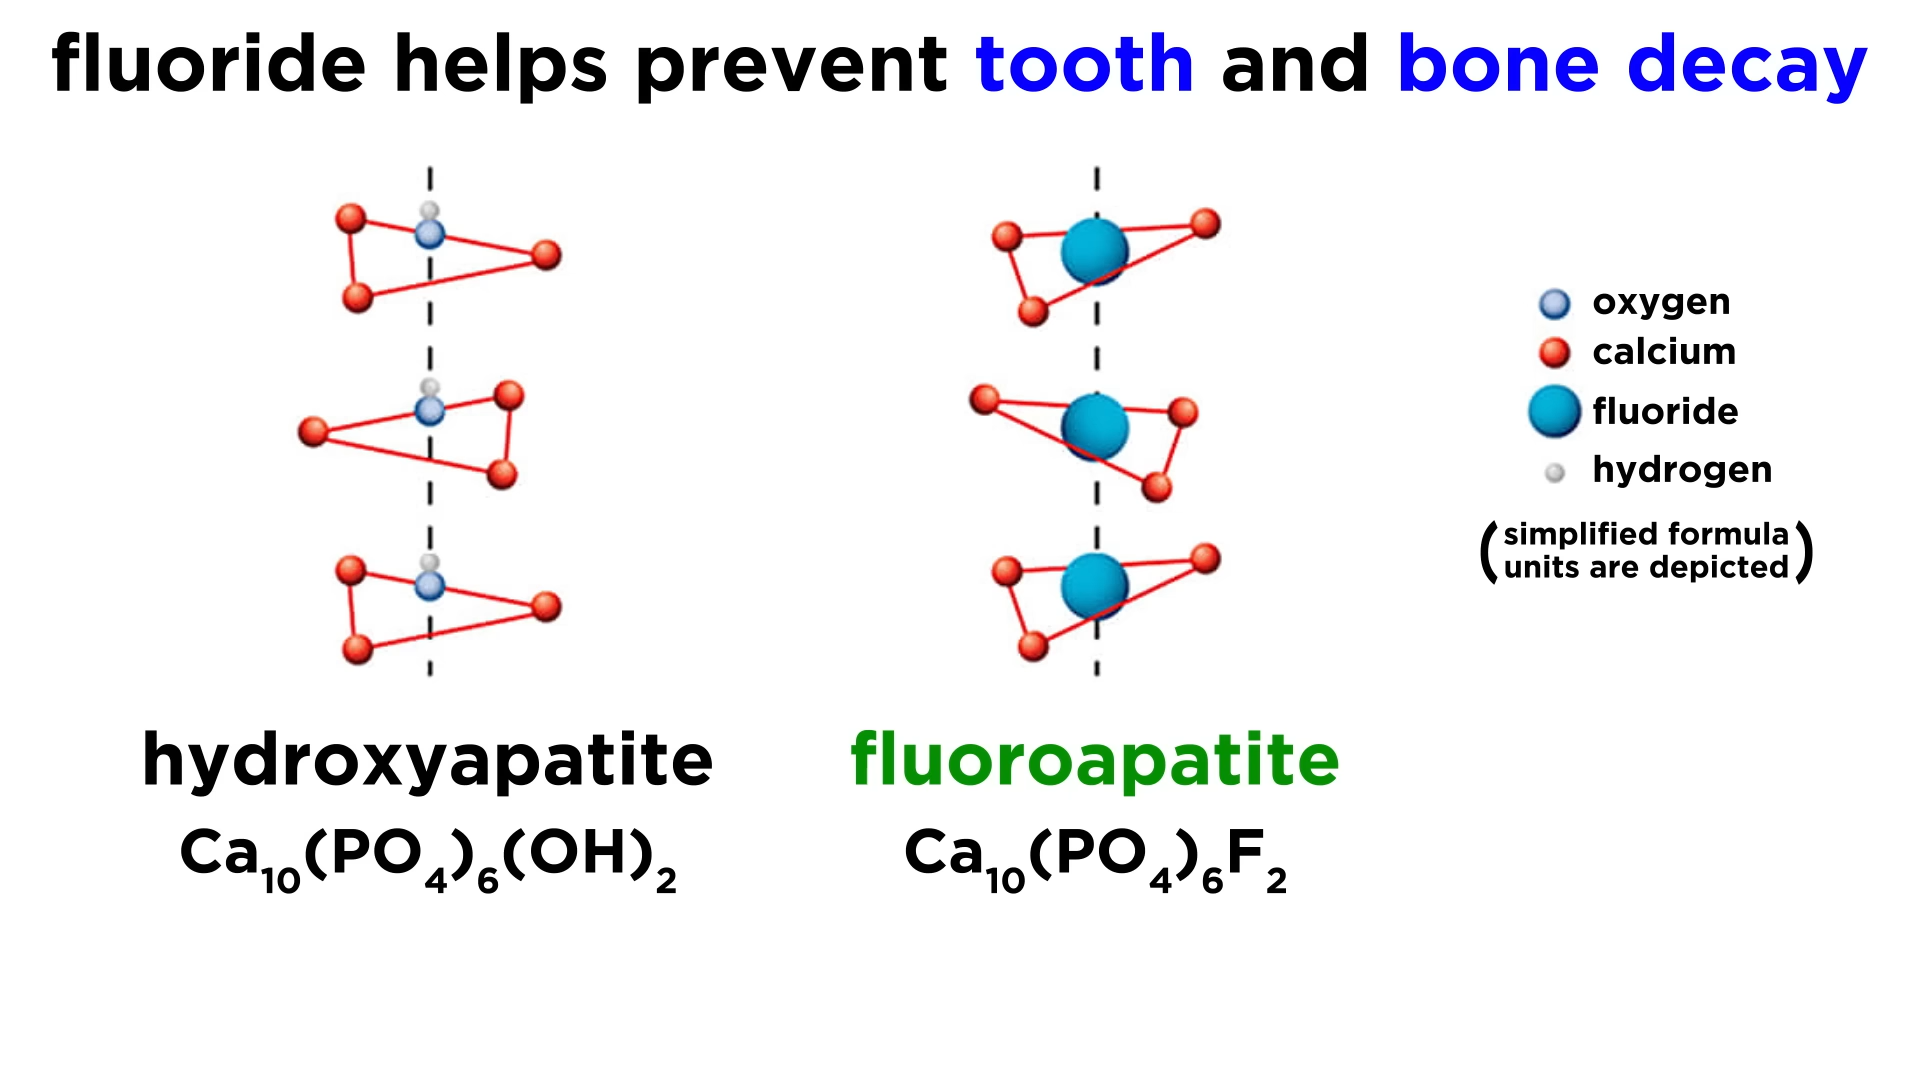 fluoride helps prevent tooth and bone decay
oxygen
calcium
fluoride
hydrogen
(simplified formula
units are depicted)
hydroxyapatite
fluoroapatite
Ca₁₀(PO₄)₆(OH)₂
Ca₁₀(PO₄)₆F₂